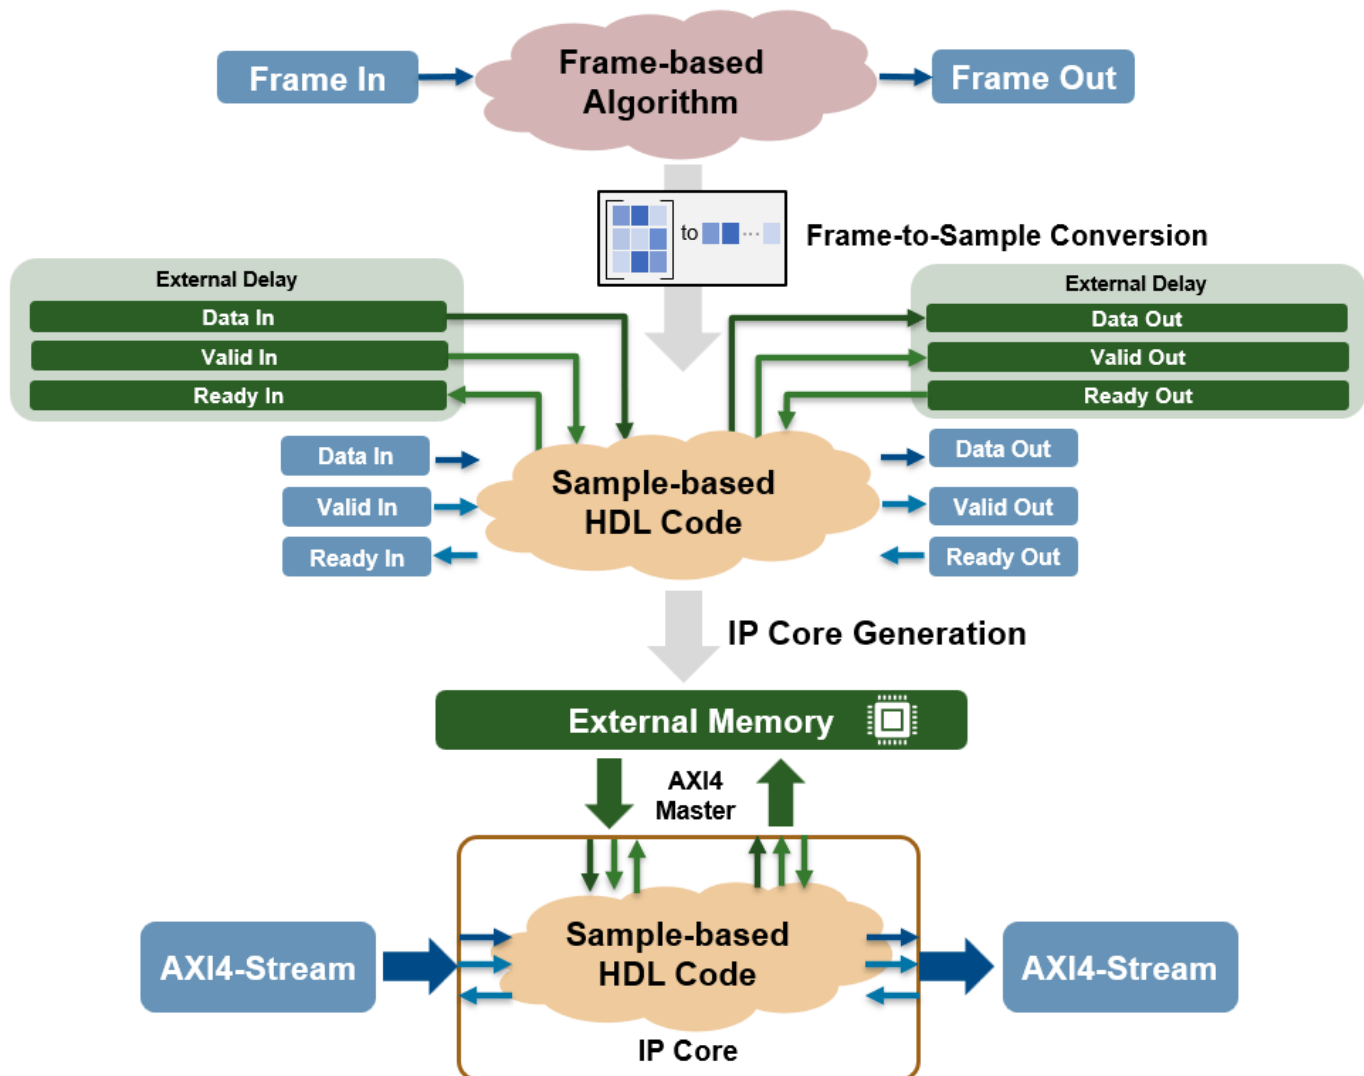 Frame In
Frame-based
Algorithm
Frame Out
to
Frame-to-Sample Conversion
External Delay
Data In
Valid In
Ready In
External Delay
Data Out
Valid Out
Ready Out
Data In
Valid In
Ready In
Sample-based
HDL Code
Data Out
Valid Out
Ready Out
IP Core Generation
External Memory
AXI4
Master
AXI4-Stream
Sample-based
HDL Code
AXI4-Stream
IP Core